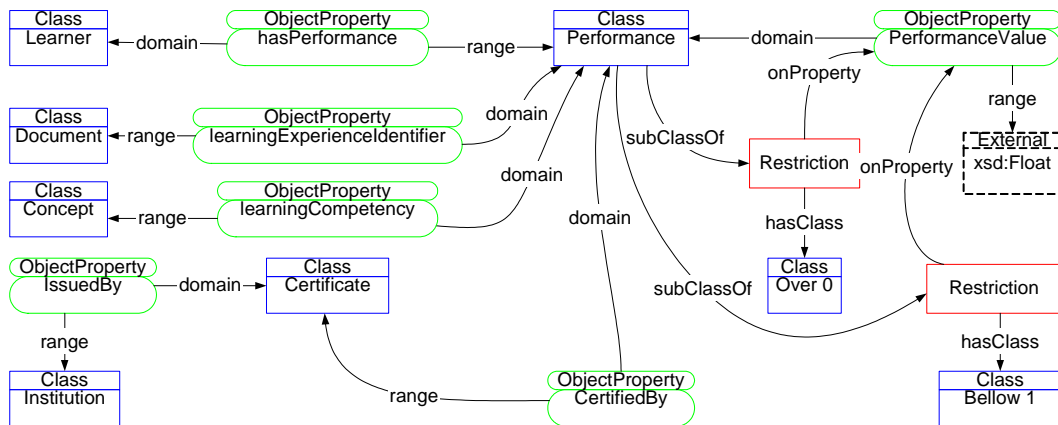 Class
Learner
domain
ObjectProperty
hasPerformance
range
Class
Performance
domain
ObjectProperty
PerformanceValue
onProperty
range
Class
Document
range
ObjectProperty
learningExperienceIdentifier
domain
subClassOf
Restriction
onProperty
External
xsd:Float
Class
Concept
range
ObjectProperty
learningCompetency
domain
domain
hasClass
ObjectProperty
IssuedBy
domain
Class
Certificate
subClassOf
Class
Over 0
Restriction
range
hasClass
Class
Institution
range
ObjectProperty
CertifiedBy
Class
Bellow 1